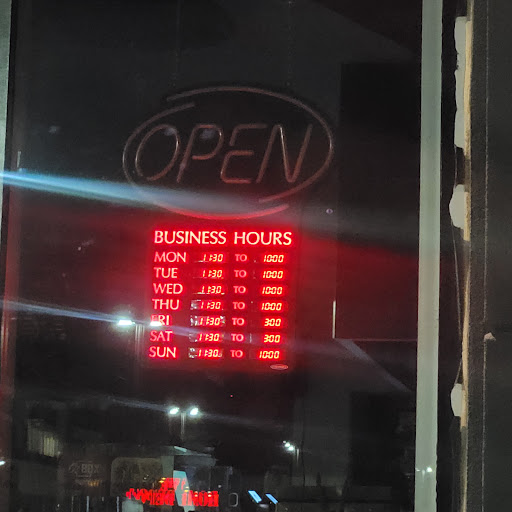 OPEN
BUSINESS HOURS
MON 11:30 TO 10:00
TUE 11:30 TO 10:00
WED 11:30 TO 10:00
THU 11:30 TO 10:00
FRI 11:30 TO 3:00
SAT 11:30 TO 3:00
SUN 11:30 TO 10:00